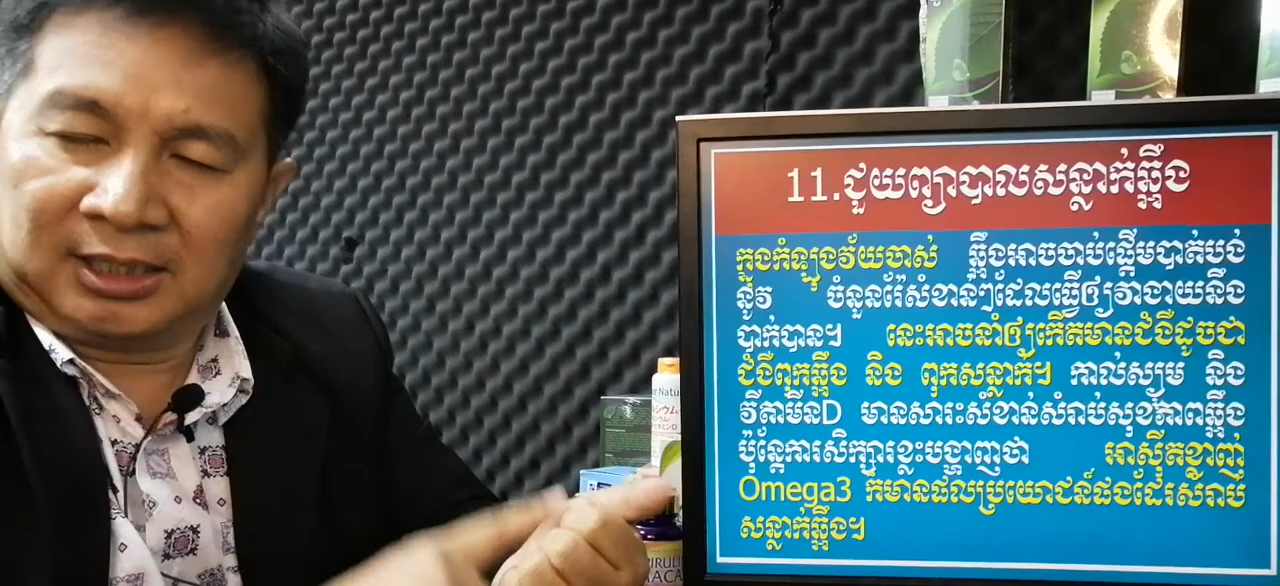 11.ជួយព្យាបាលសន្លាក់ឆ្អឹង
ក្នុងកំឡុងវ័យចាស់ ឆ្អឹងអាចចាប់ផ្តើមបាត់បង់
នូវ ចំនួនរ៉ែសំខាន់ៗដែលធ្វើឲ្យវាងាយនឹង
បាក់បាន។ នេះអាចនាំឲ្យកើតមានជំងឺដូចជា
ជំងឺពុកឆ្អឹង និង ពុកសន្លាក់។ កាល់ស្យូម និង
វីតាមីនD មានសារៈសំខាន់សំរាប់សុខភាពឆ្អឹង
ប៉ុន្តែការសិក្សារខ្លះបង្ហាញថា អាស៊ីតខ្លាញ់
Omega3 ក៏មានផលប្រយោជន៍ផងដែរសំរាប់
សន្លាក់ឆ្អឹង។
PIRULI
MACA